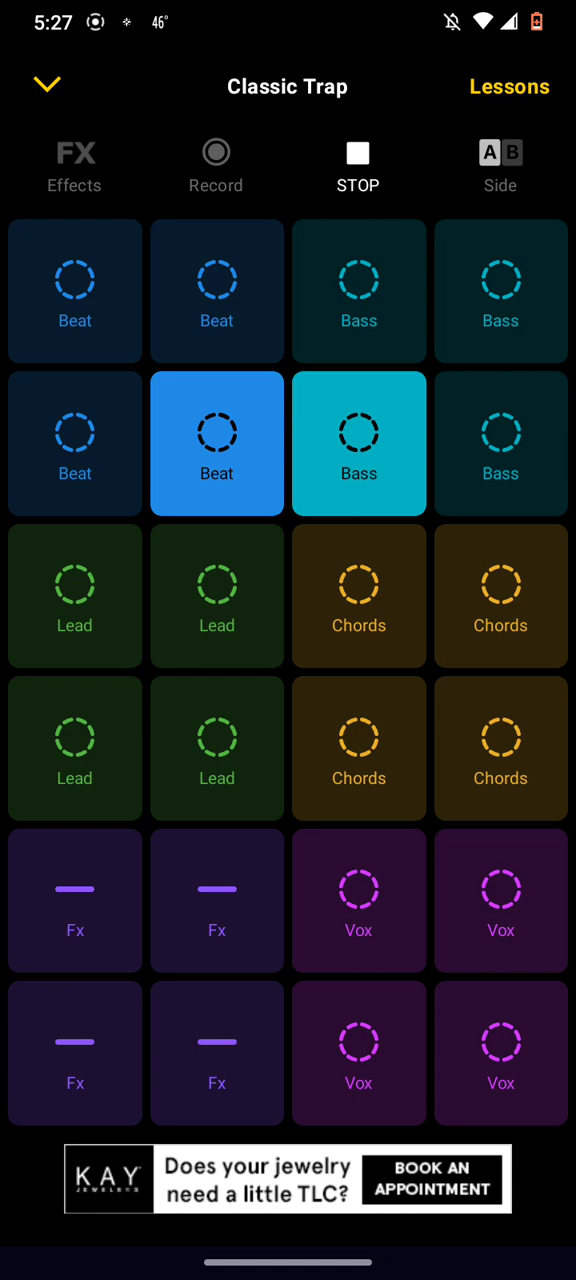 5:27 46°
Classic Trap Lessons
FX A B
Effects Record STOP Side
Beat Beat Bass Bass
Beat Beat Bass Bass
Lead Lead Chords Chords
Lead Lead Chords Chords
Fx Fx Vox Vox
Fx Fx Vox Vox
KAY
JEWELERS
Does your jewelry
need a little TLC?
BOOK AN
APPOINTMENT